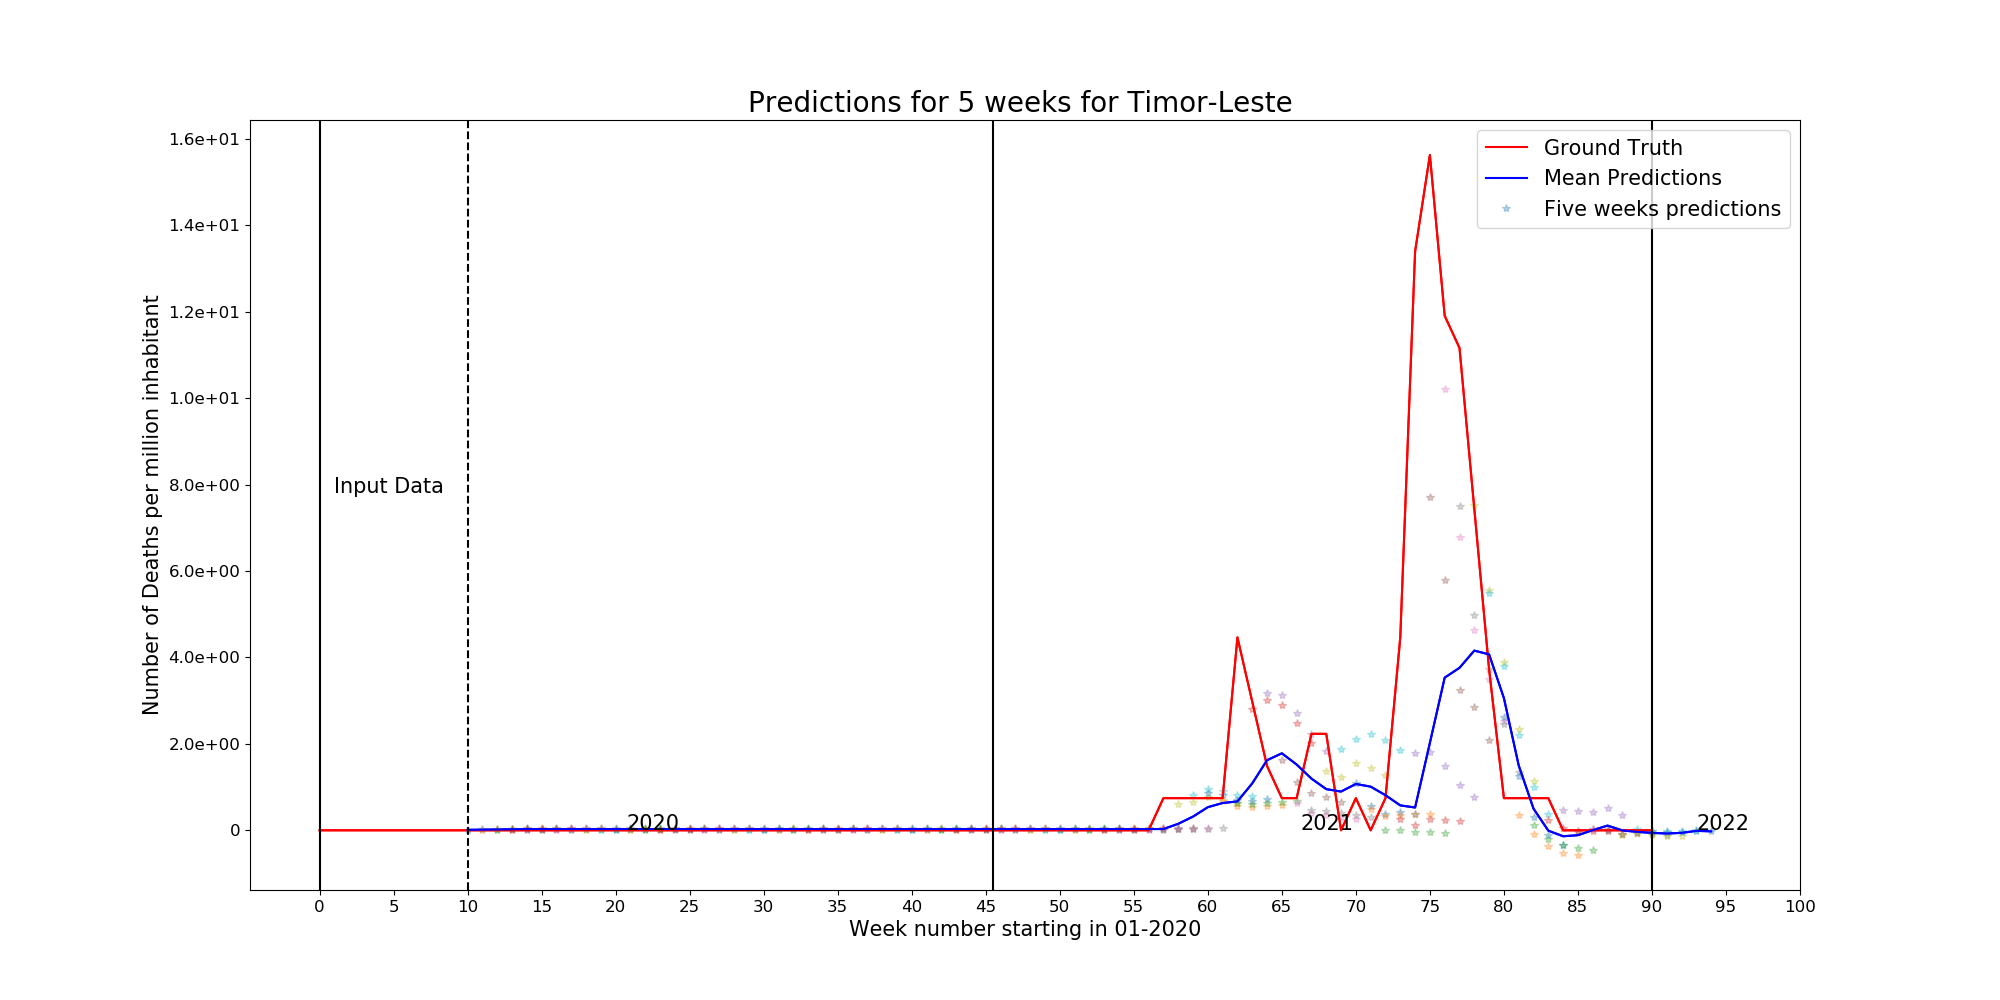 Predictions for 5 weeks for Timor-Leste
1.6e+01
1.4e+01
1.2e+01
1.0e+01
8.0e+00
6.0e+00
4.0e+00
2.0e+00
0
Number of Deaths per million inhabitant
Ground Truth
Mean Predictions
Five weeks predictions
Input Data
2020
2021
2022
0 5 10 15 20 25 30 35 40 45 50 55 60 65 70 75 80 85 90 95 100
Week number starting in 01-2020